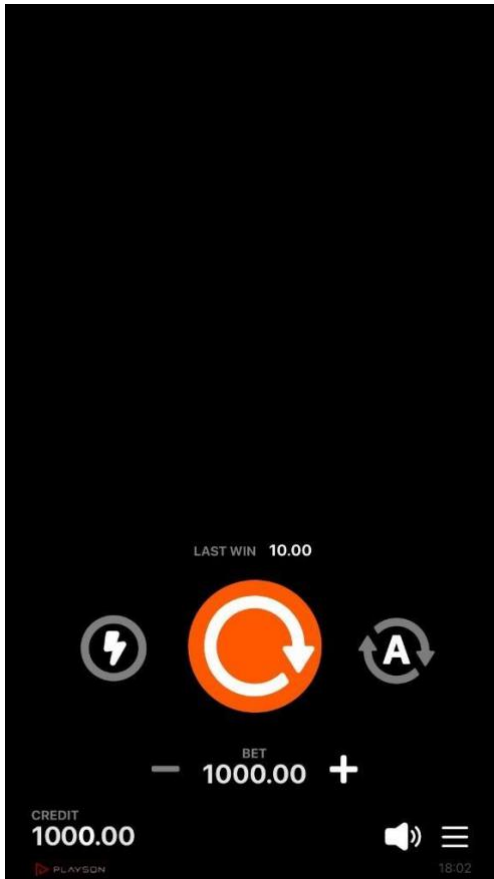 LAST WIN 10.00
A
BET
1000.00
CREDIT
1000.00
PLAYSON 18:02